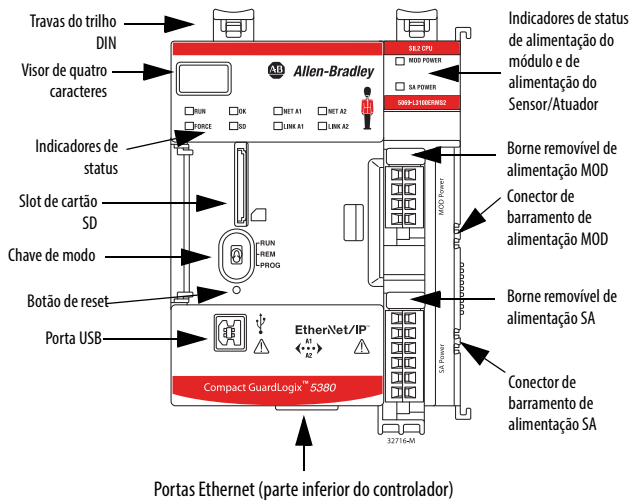 Travas do trilho
DIN
Visor de quatro
caracteres
Indicadores de
status
Slot de cartão
SD
Chave de modo
Botão de reset
Porta USB
A-B Allen-Bradley
RUN OK NET A1 NET A2
FORCE SD LINK A1 LINK A2
RUN
REM
PROG
EtherNet/IP™
A1
A2
Compact GuardLogix™ 5380
SIL2 CPU
MOD POWER
SA POWER
5069-L3100ERMS2
MOD Power
SA Power
32716-M
Indicadores de status
de alimentação do
módulo e de
alimentação do
Sensor/Atuador
Borne removível de
alimentação MOD
Conector de
barramento de
alimentação MOD
Borne removível de
alimentação SA
Conector de
barramento de
alimentação SA
Portas Ethernet (parte inferior do controlador)